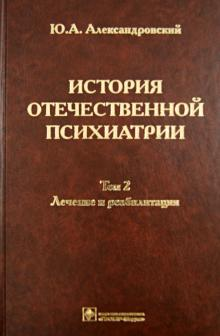 Ю.А. Александровский
ИСТОРИЯ
ОТЕЧЕСТВЕННОЙ
ПСИХИАТРИИ
Том 2
Лечение и реабилитация